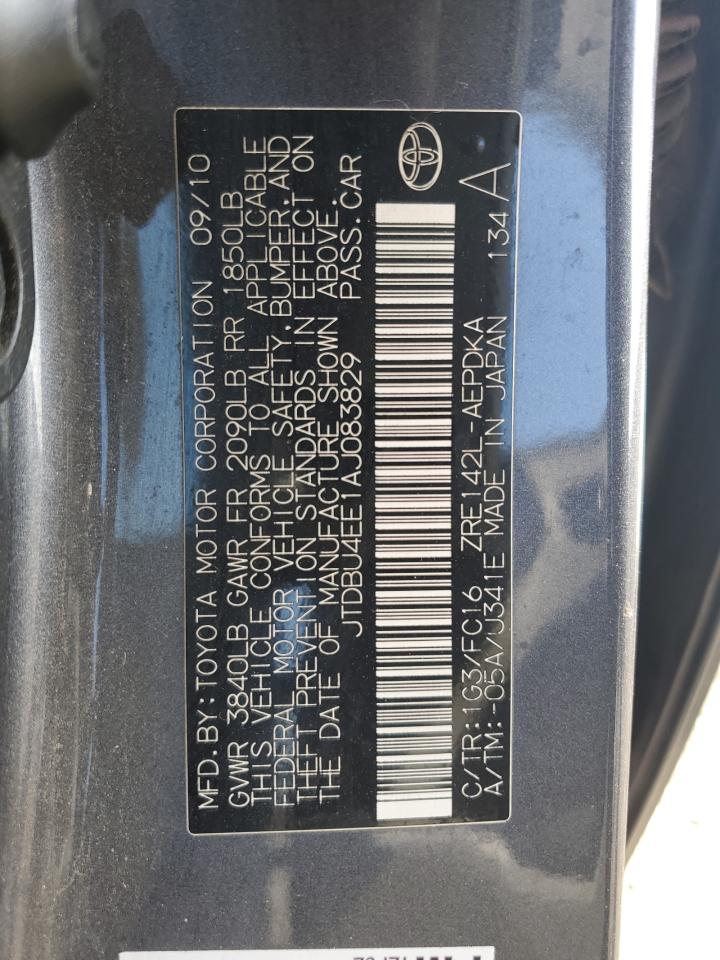 MFD.BY:TOYOTA MOTOR CORPORATION 09/10
GVWR 3840LB GAWR FR 2090LB RR 1850LB
THIS VEHICLE CONFORMS TO ALL APPLICABLE
FEDERAL MOTOR VEHICLE SAFETY,BUMPER,AND
THEFT PREVENTION STANDARDS IN EFFECT ON
THE DATE OF MANUFACTURE SHOWN ABOVE.
JTDBU4EE1AJ083829 PASS.CAR
C/TR:1G3/FC16 ZRE142L-AEPDKA
A/TM:-05A/U341E MADE IN JAPAN 134 A